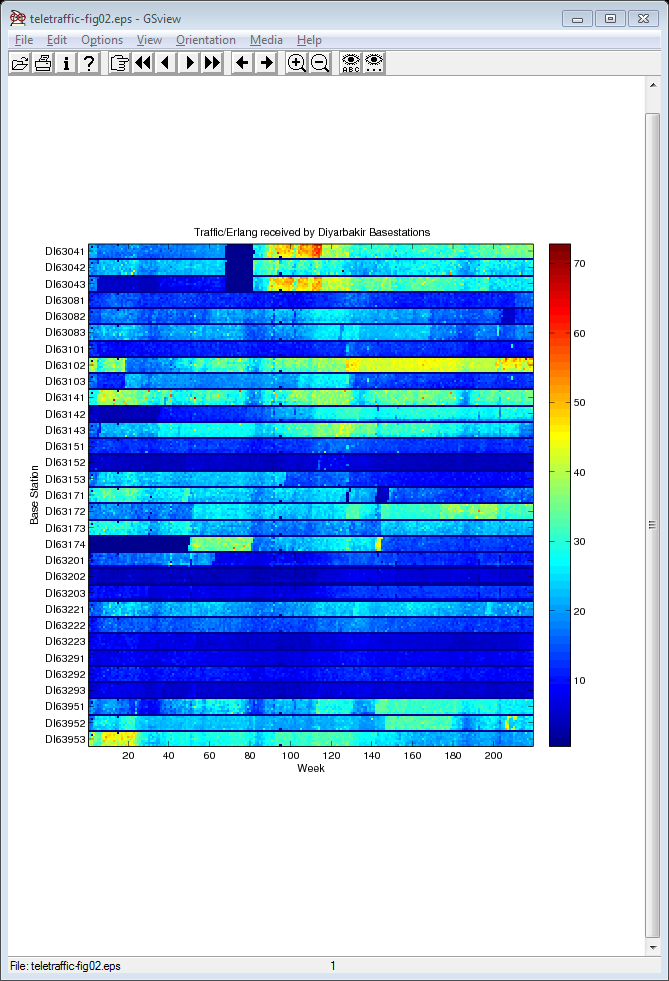 teletraffic-fig02.eps - GSview
File Edit Options View Orientation Media Help
i ? ABC
Traffic/Erlang received by Diyarbakir Basestations
DI63041
DI63042
DI63043
DI63081
DI63082
DI63083
DI63101
DI63102
DI63103
DI63141
DI63142
DI63143
DI63151
DI63152
DI63153
DI63171
DI63172
DI63173
DI63174
DI63201
DI63202
DI63203
DI63221
DI63222
DI63223
DI63291
DI63292
DI63293
DI63951
DI63952
DI63953
Base Station
20 40 60 80 100 120 140 160 180 200
Week
70
60
50
40
30
20
10
File: teletraffic-fig02.eps 1